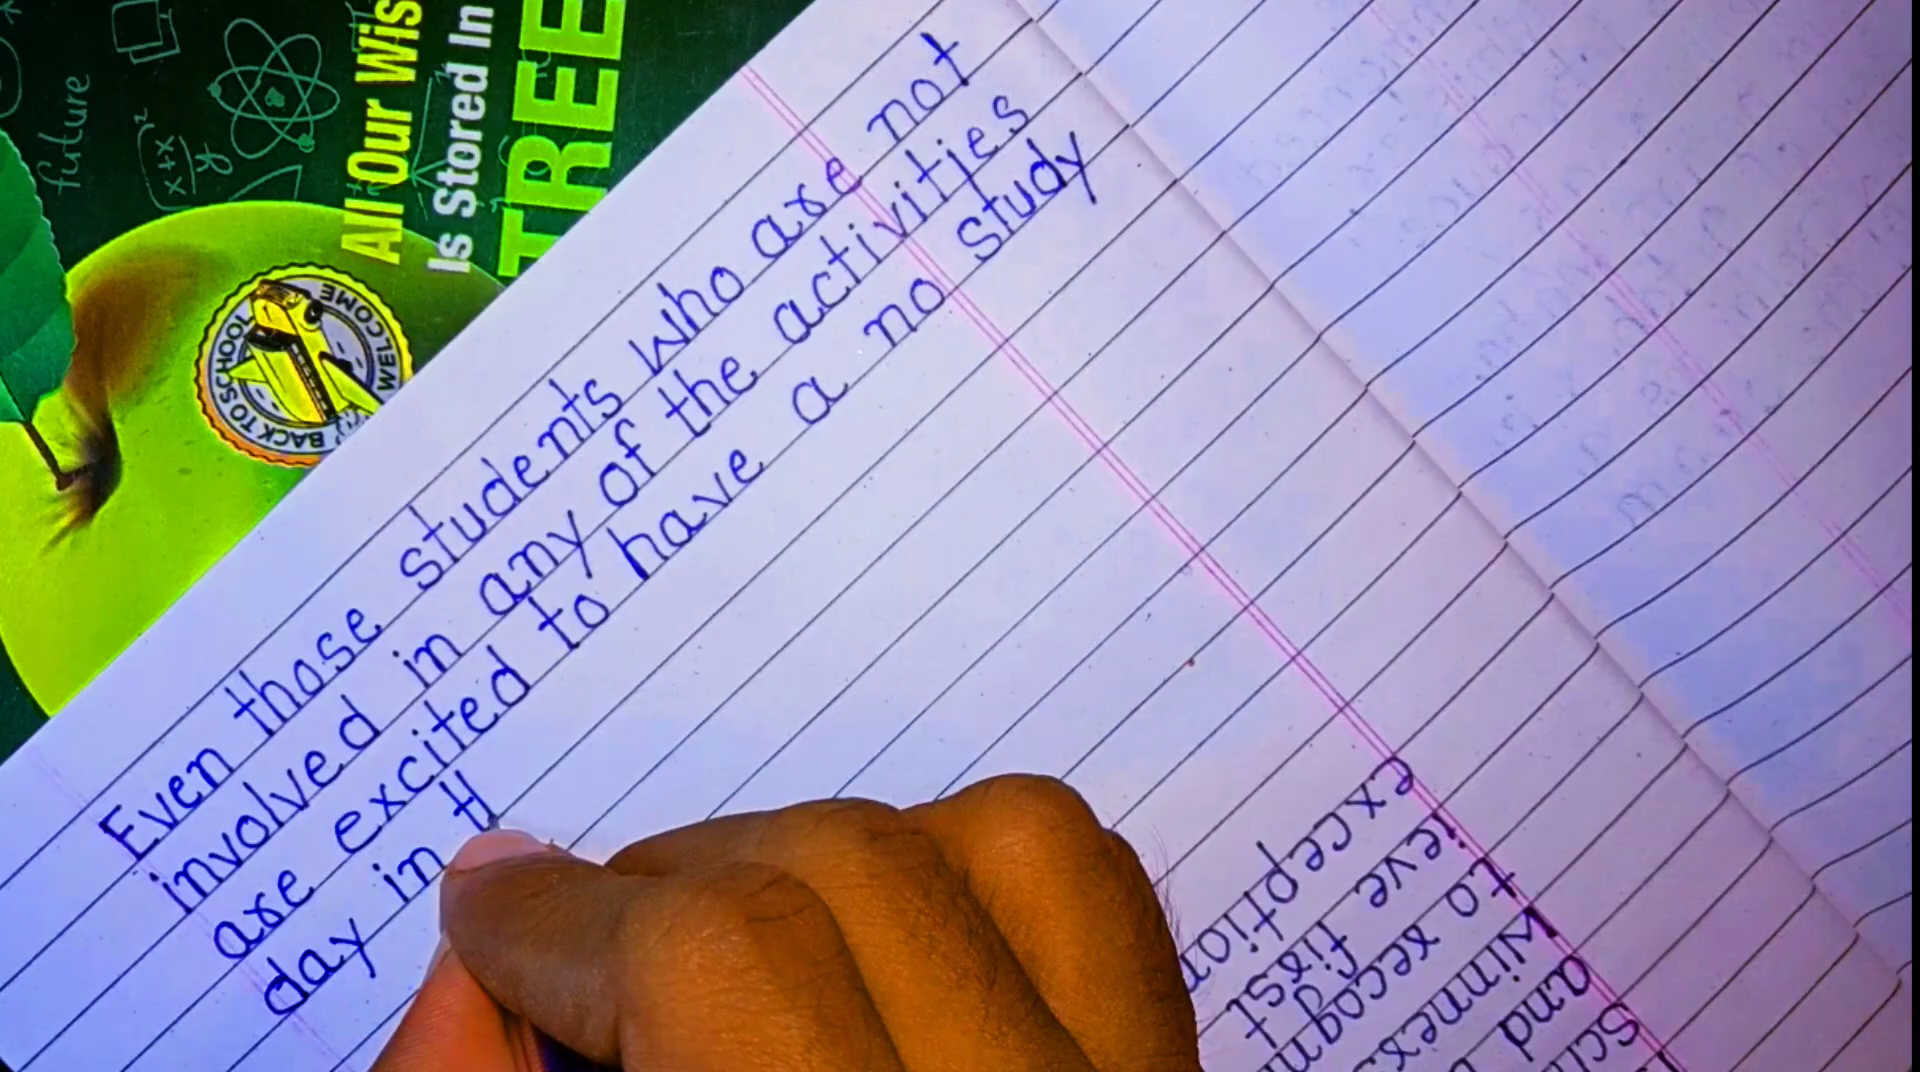 Even those students who are not
involved in any of the activities
are excited to have a no study
day in
exception
ieve first
to recogn
winner
and
All Our Wis
Is Stored In
TREE
future
x+x
y
WELCOME
BACK TO SCHOOL